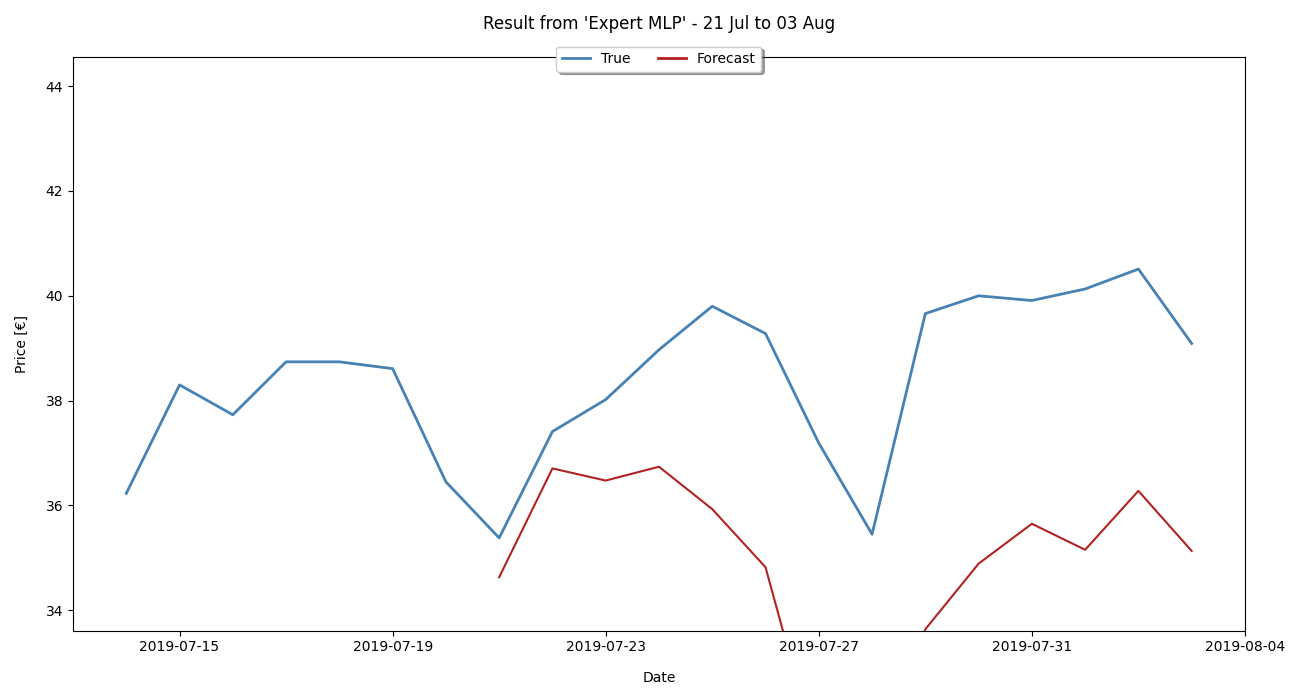 Result from 'Expert MLP' - 21 Jul to 03 Aug
True Forecast
44
42
40
38
36
34
Price [€]
2019-07-15 2019-07-19 2019-07-23 2019-07-27 2019-07-31 2019-08-04
Date